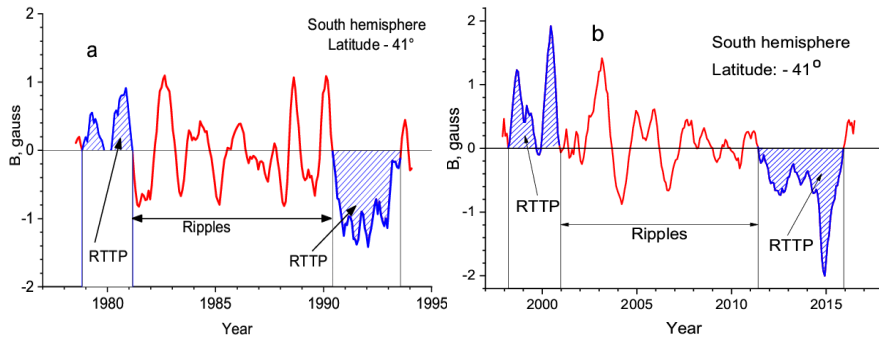 a
South hemisphere
Latitude - 41°
B, gauss
2
1
0
-1
-2
RTTP
Ripples
RTTP
1980
1985
1990
1995
Year
b
South hemisphere
Latitude: - 41°
B, gauss
2
1
0
-1
-2
RTTP
Ripples
RTTP
2000
2005
2010
2015
Year